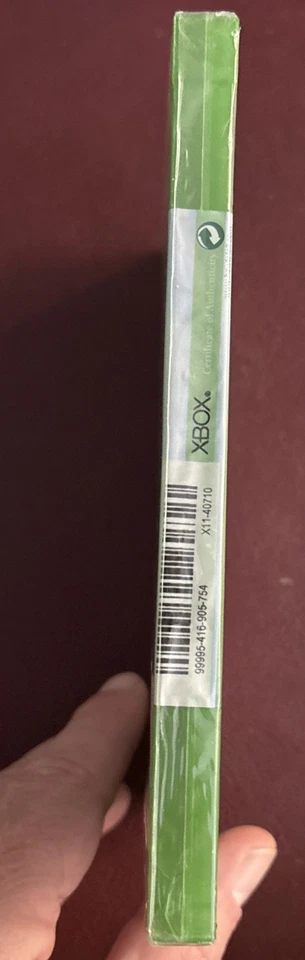 Certificate of Authenticity
XBOX®
X11-40710
99995-416-905-754